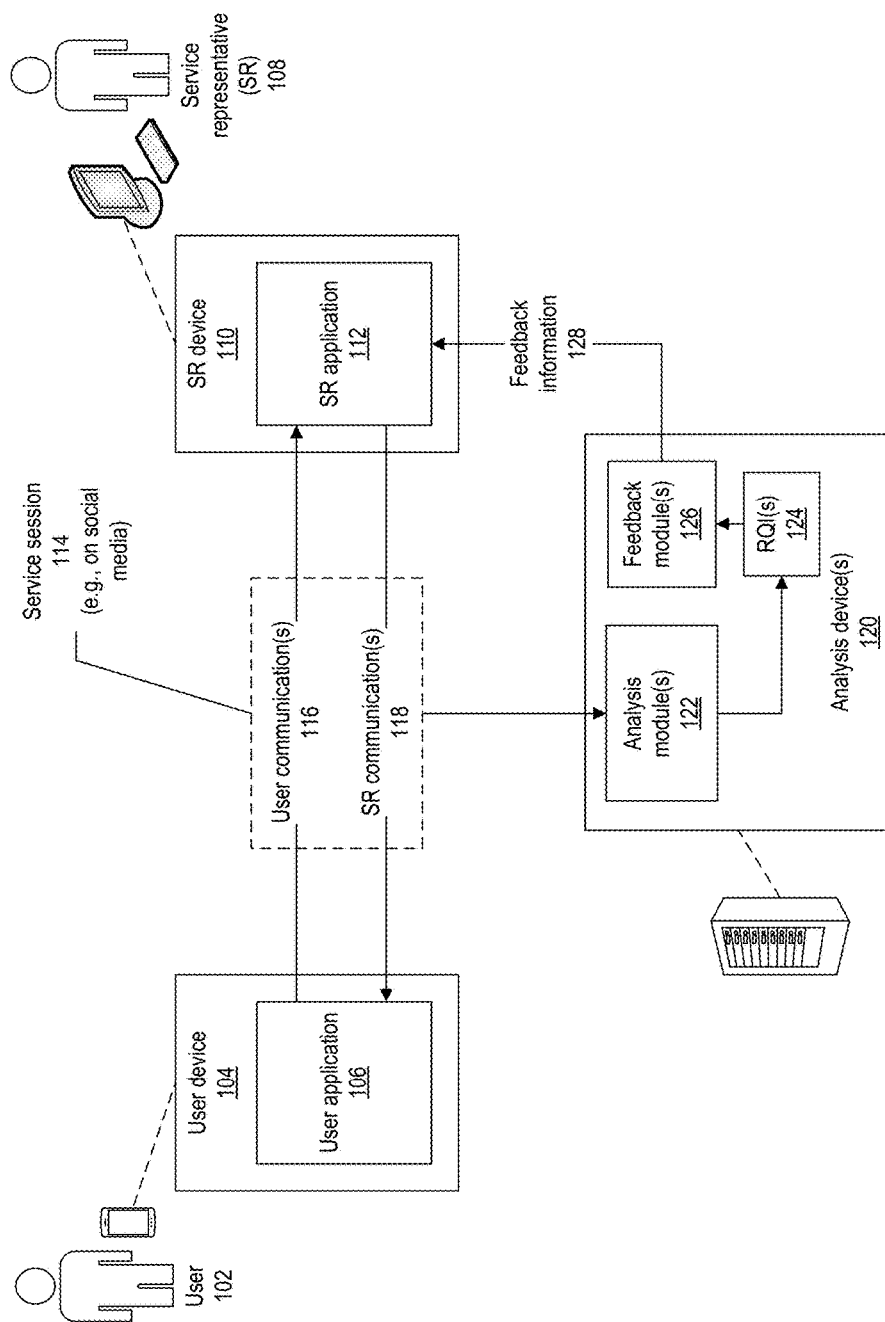 User
102
User device
104
User application
106
Service session
114
(e.g., on social
media)
User communication(s)
116
SR communication(s)
118
Service
representative
(SR)
108
SR device
110
SR application
112
Feedback
information
128
Analysis
module(s)
122
Feedback
module(s)
126
RQI(s)
124
Analysis device(s)
120